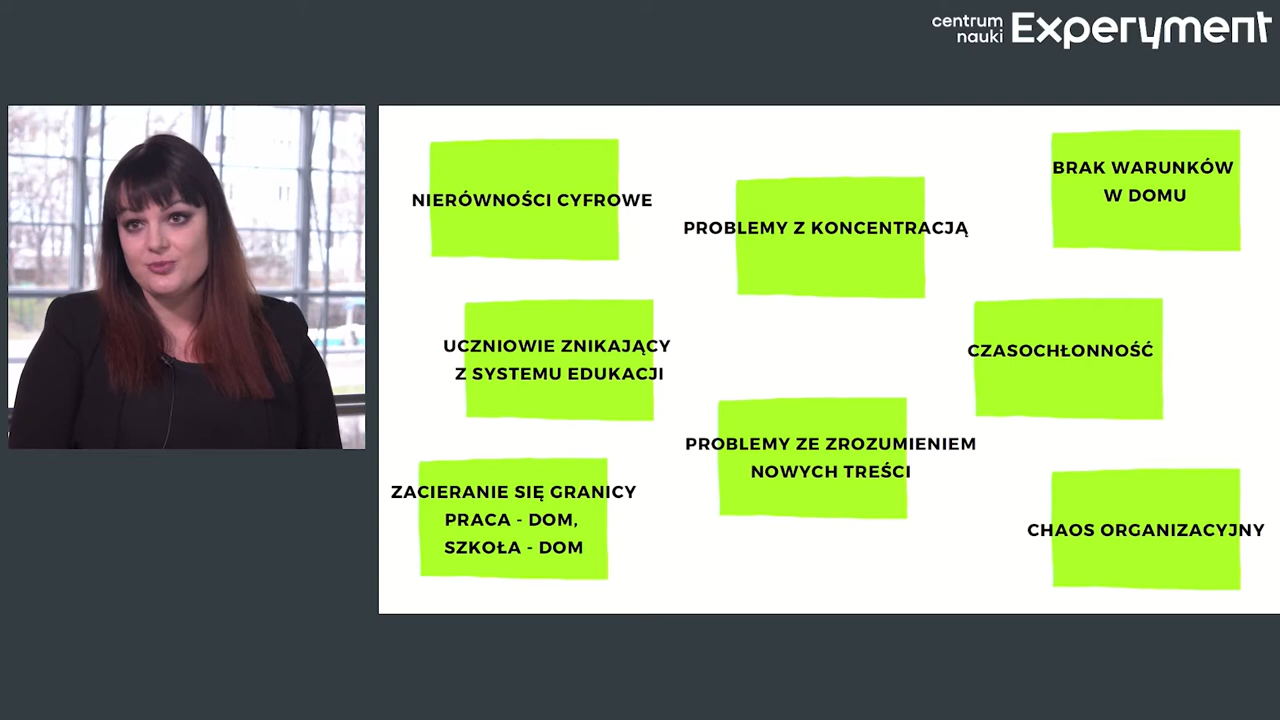 centrum
nauki
Experyment
NIERÓWNOŚCI CYFROWE
PROBLEMY Z KONCENTRACJĄ
BRAK WARUNKÓW
W DOMU
UCZNIOWIE ZNIKAJĄCY
Z SYSTEMU EDUKACJI
CZASOCHŁONNOŚĆ
PROBLEMY ZE ZROZUMIENIEM
NOWYCH TREŚCI
ZACIERANIE SIĘ GRANICY
PRACA - DOM,
SZKOŁA - DOM
CHAOS ORGANIZACYJNY